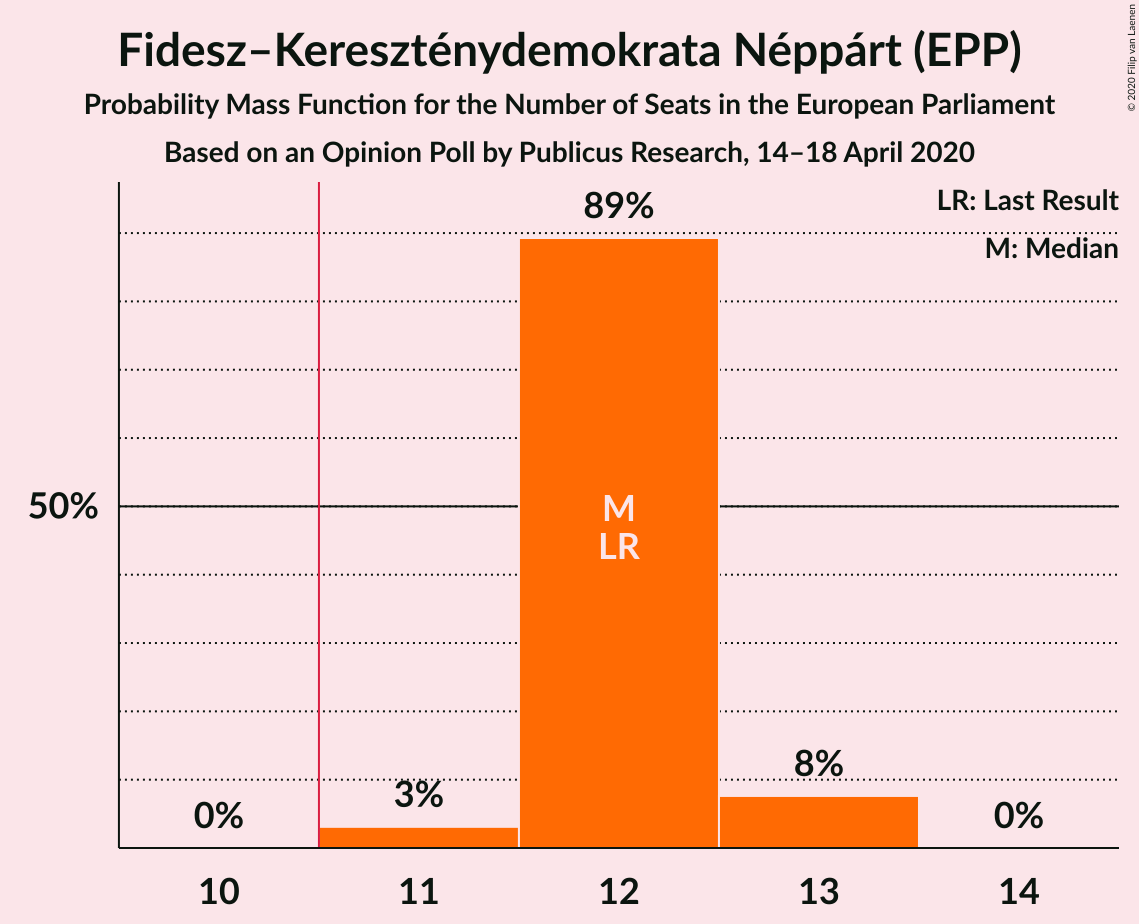 Fidesz–Kereszténydemokrata Néppárt (EPP)
Probability Mass Function for the Number of Seats in the European Parliament
Based on an Opinion Poll by Publicus Research, 14–18 April 2020
© 2020 Filip van Laenen
LR: Last Result
M: Median
89%
50%
M
LR
8%
3%
0%
0%
10
11
12
13
14